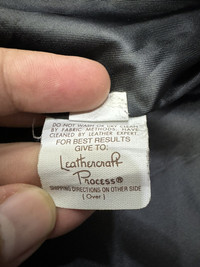 DO NOT WASH OR DRY CLEAN
BY FABRIC METHODS. HAVE
CLEANED BY LEATHER EXPERT.
FOR BEST RESULTS
GIVE TO:
Leathercraft
Process®
SHIPPING DIRECTIONS ON OTHER SIDE
(Over)